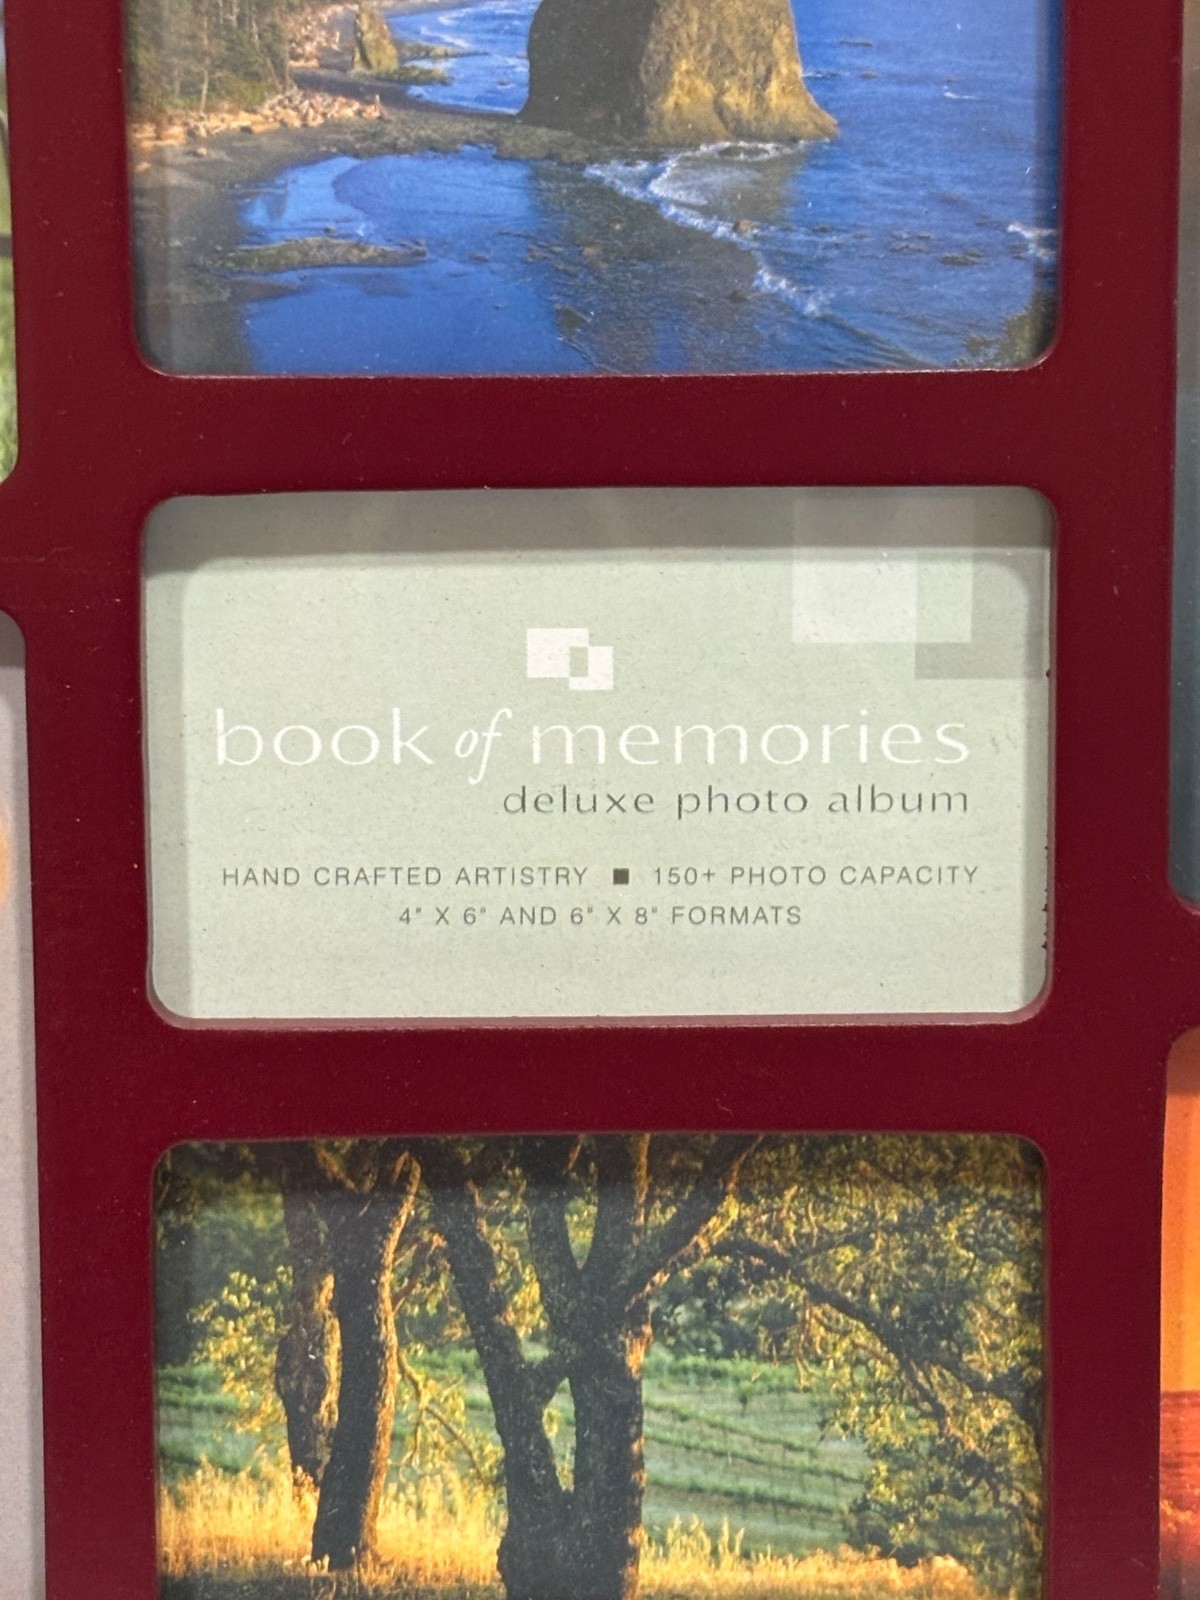 book of memories
deluxe photo album
HAND CRAFTED ARTISTRY ■ 150+ PHOTO CAPACITY
4" X 6" AND 6" X 8" FORMATS